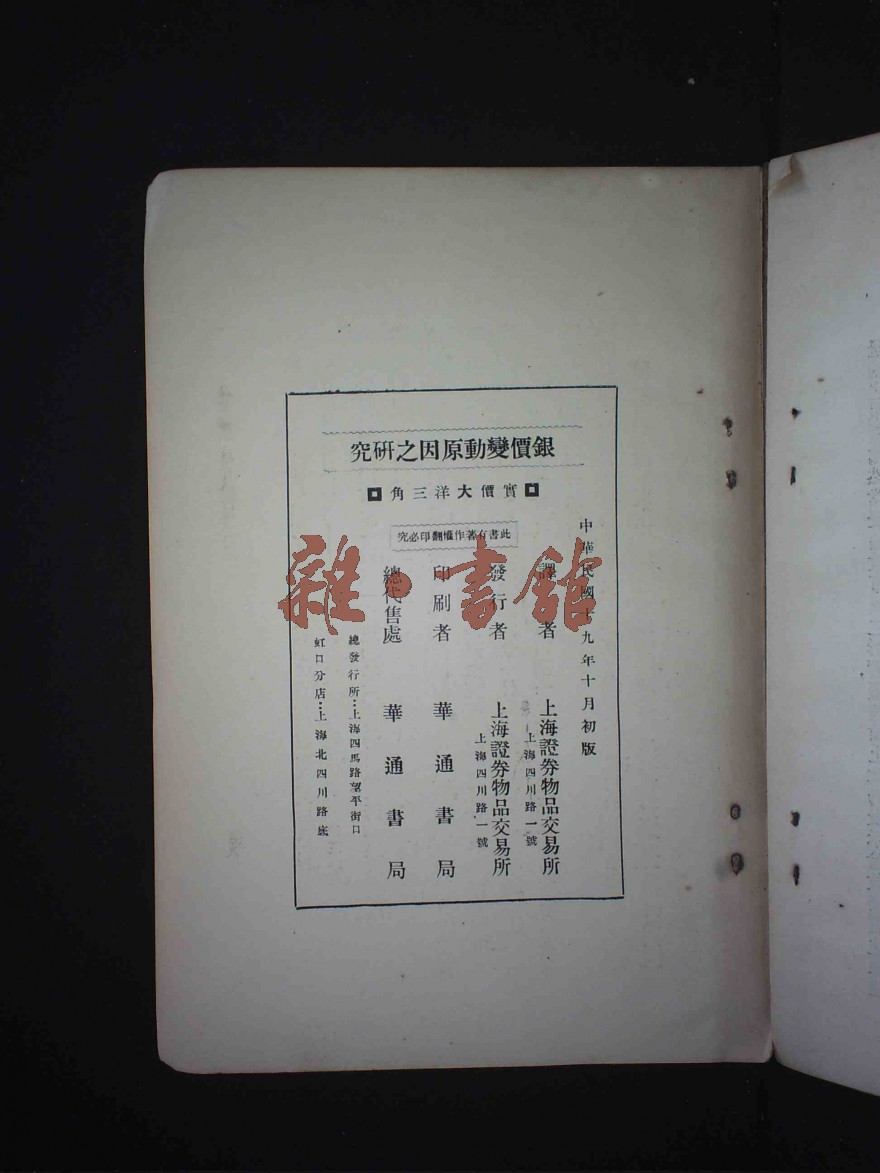 銀價變動原因之研究
實價大洋三角
此書有著作權翻印必究
中華民國十九年十月初版
譯者 上海證券物品交易所
上海四川路一號
發行者 上海證券物品交易所
上海四川路一號
印刷者 華通書局
總代售處 華通書局
總發行所：上海四馬路望平街口
虹口分店：上海北四川路底
雜·書館